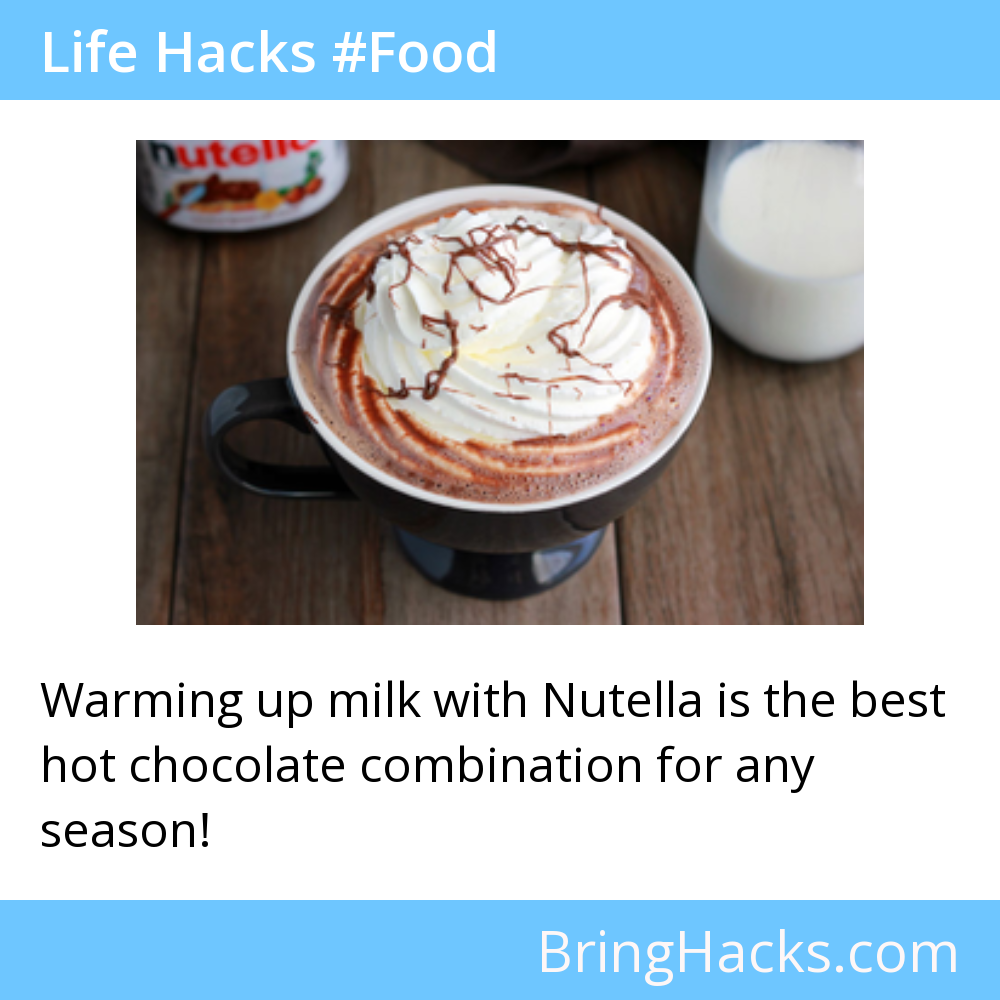 Life Hacks #Food
nutella
Warming up milk with Nutella is the best
hot chocolate combination for any
season!
BringHacks.com